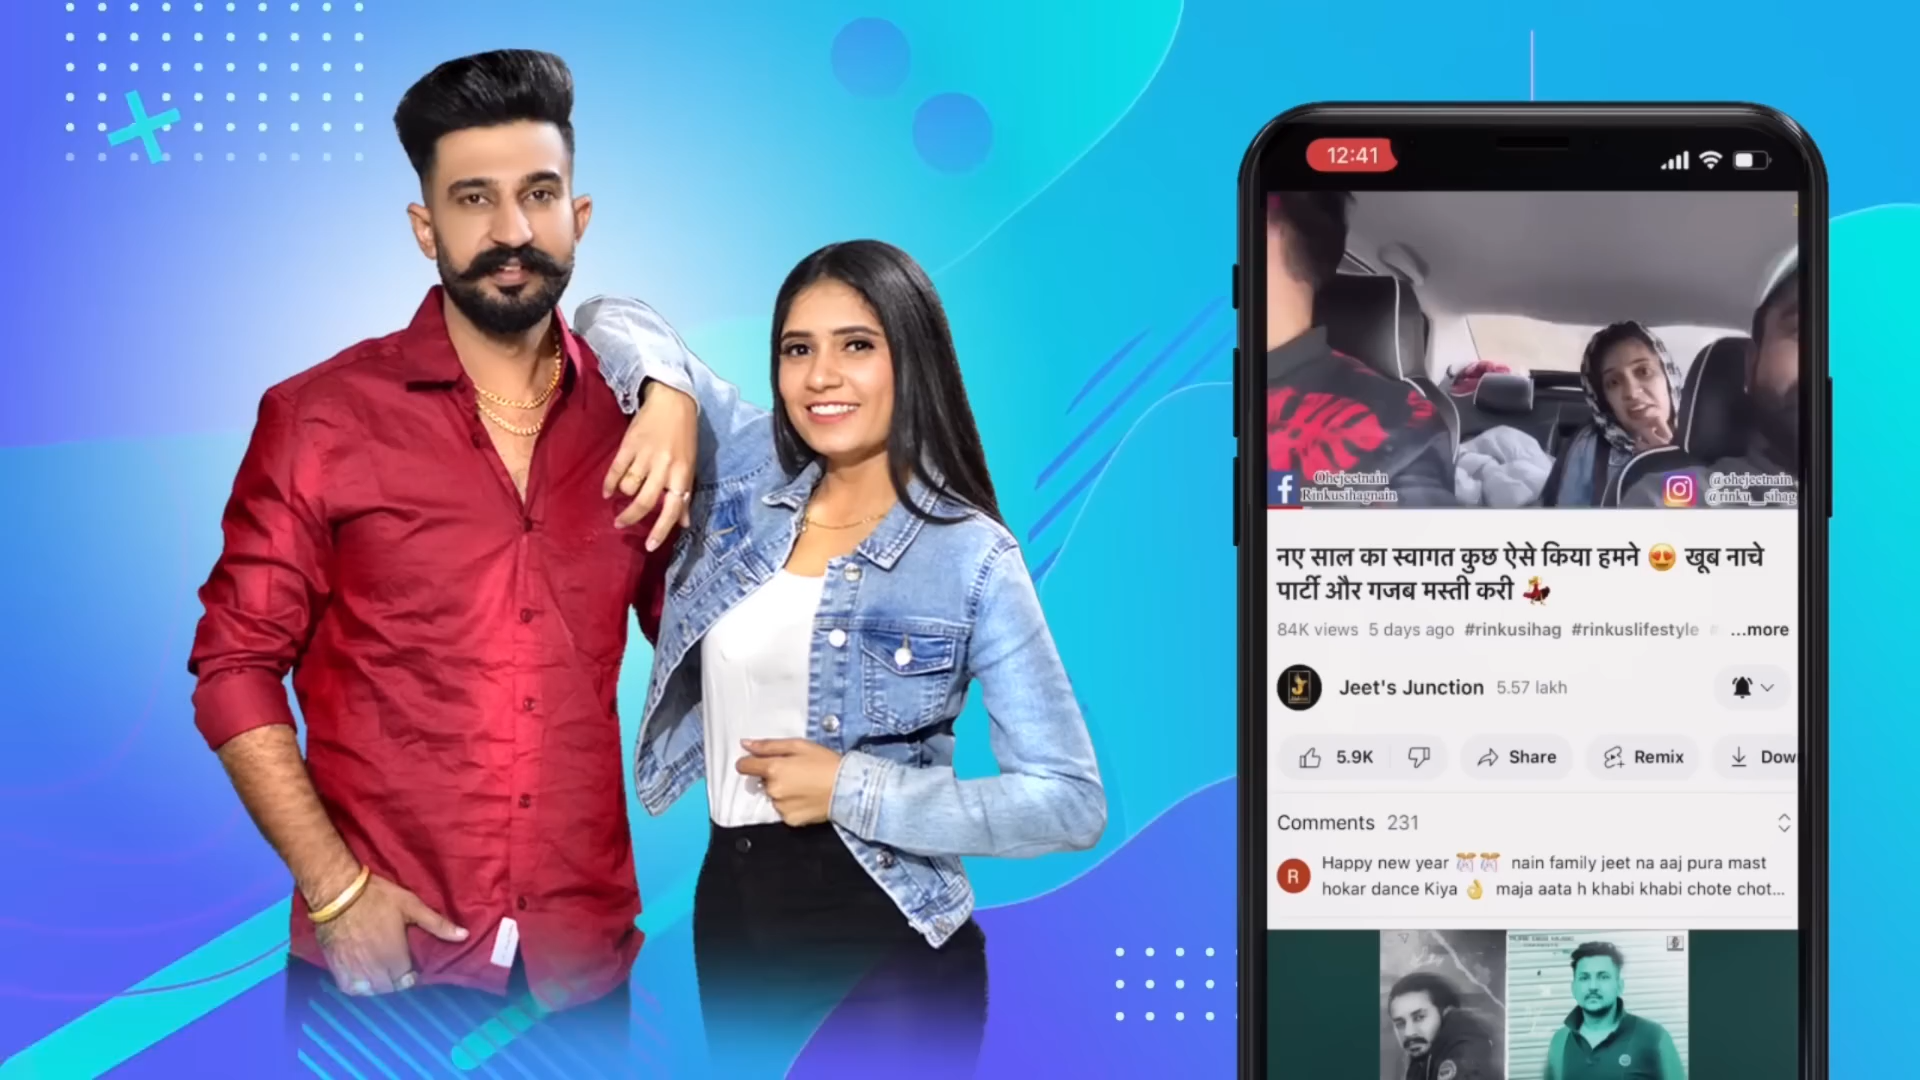 12:41
Ohejeetnain
Rinkusihagnain
@ohejeetnain
@rinku_sihag
नए साल का स्वागत कुछ ऐसे किया हमने 😍 खूब नाचे
पार्टी और गजब मस्ती करी 💃
84K views 5 days ago #rinkusihag #rinkuslifestyle ...more
Jeet's Junction 5.57 lakh
5.9K Share Remix Dow
Comments 231
R
Happy new year 🎊🎊 nain family jeet na aaj pura mast
hokar dance Kiya 👌 maja aata h khabi khabi chote chot...